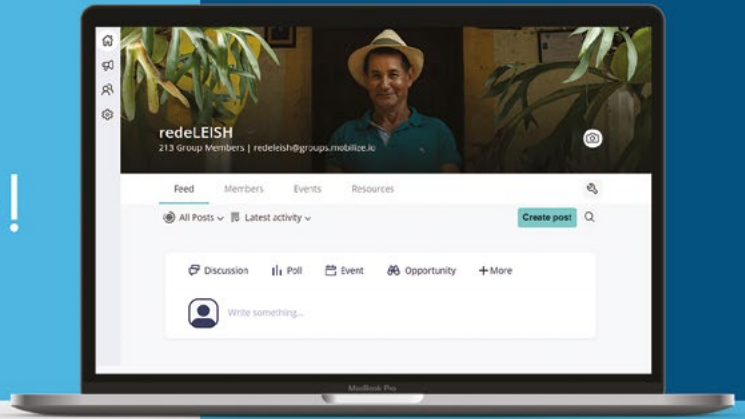 !
redeLEISH
213 Group Members | redeleish@groups.mobilize.io
Feed Members Events Resources
All Posts Latest activity
Create post
Discussion Poll Event Opportunity + More
Write something...
MacBook Pro